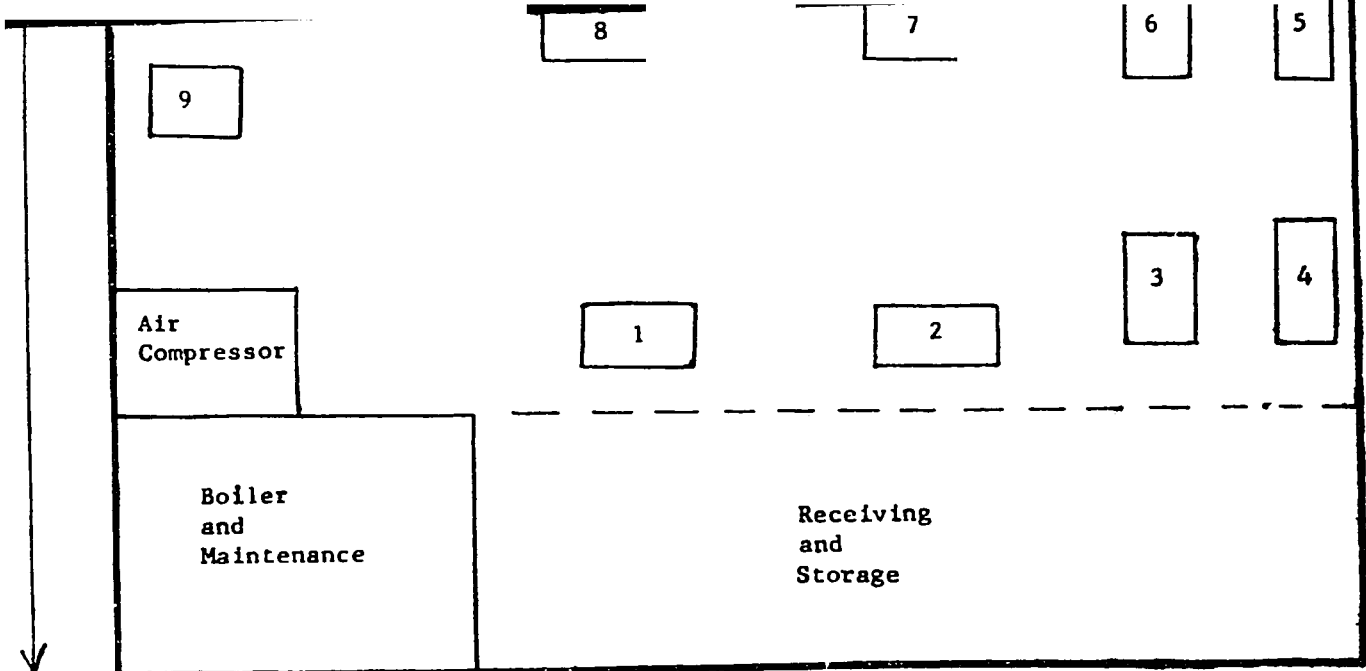 8
7
6
5
9
3
4
Air
Compressor
1
2
Boiler
and
Maintenance
Receiving
and
Storage